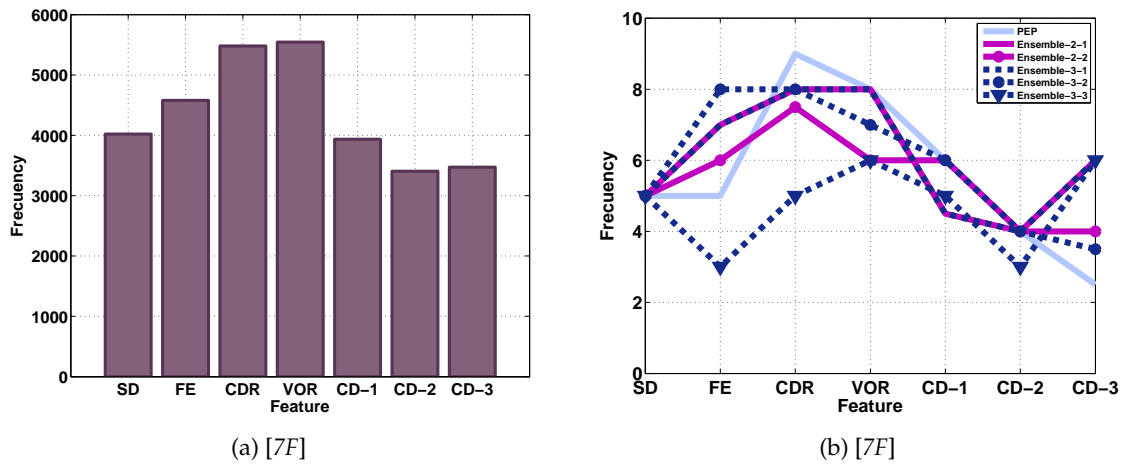 6000
5000
4000
3000
2000
1000
0
Frecuency
SD FE CDR VOR CD−1 CD−2 CD−3
Feature
(a) [7F]
10
8
6
4
2
0
Frecuency
PEP
Ensemble−2−1
Ensemble−2−2
Ensemble−3−1
Ensemble−3−2
Ensemble−3−3
SD FE CDR VOR CD−1 CD−2 CD−3
Feature
(b) [7F]